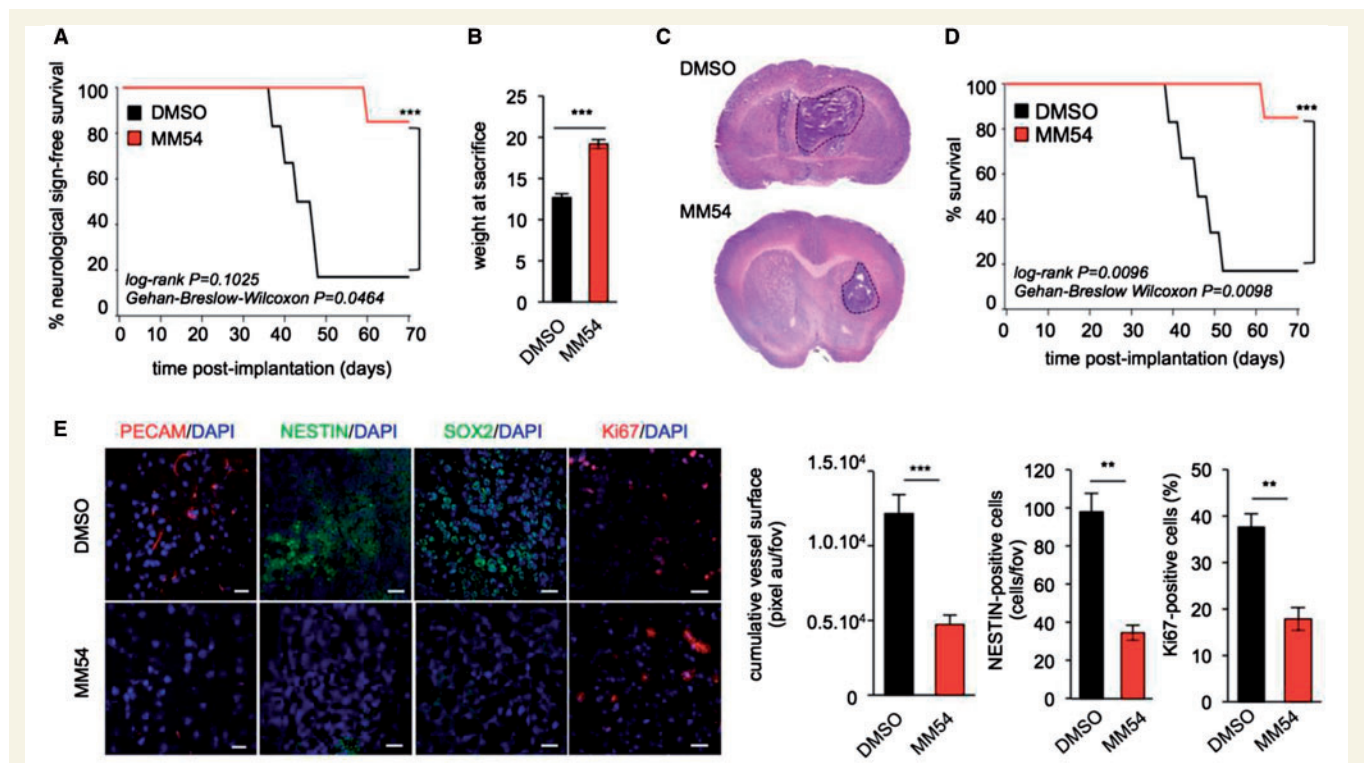 A
% neurological sign-free survival
100
80
60
40
20
0
DMSO
MM54
***
log-rank P=0.1025
Gehan-Breslow-Wilcoxon P=0.0464
0 10 20 30 40 50 60 70
time post-implantation (days)
B
weight at sacrifice
25
20
15
10
5
0
***
DMSO
MM54
C
DMSO
MM54
D
% survival
100
80
60
40
20
0
DMSO
MM54
***
log-rank P=0.0096
Gehan-Breslow Wilcoxon P=0.0098
0 10 20 30 40 50 60 70
time post-implantation (days)
E
PECAM/DAPI NESTIN/DAPI SOX2/DAPI Ki67/DAPI
DMSO
MM54
cumulative vessel surface
(pixel au/fov)
1.5.10⁴
1.0.10⁴
0.5.10⁴
0
***
DMSO
MM54
NESTIN-positive cells
(cells/fov)
120
100
80
60
40
20
0
**
DMSO
MM54
Ki67-positive cells (%)
50
40
30
20
10
0
**
DMSO
MM54